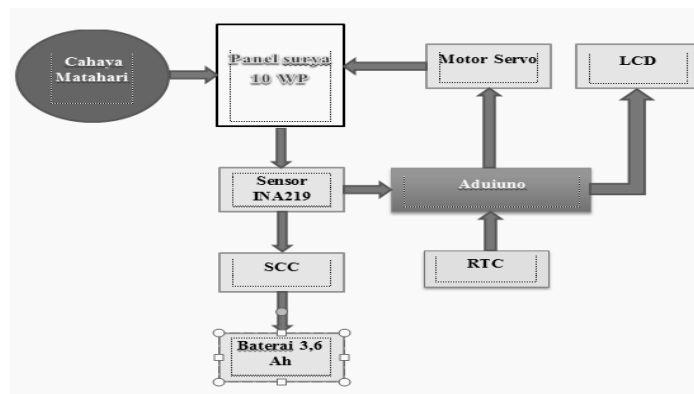 Cahaya
Matahari
Panel surya
10 WP
Motor Servo
LCD
Sensor
INA219
Aduiuno
SCC
RTC
Baterai 3,6
Ah